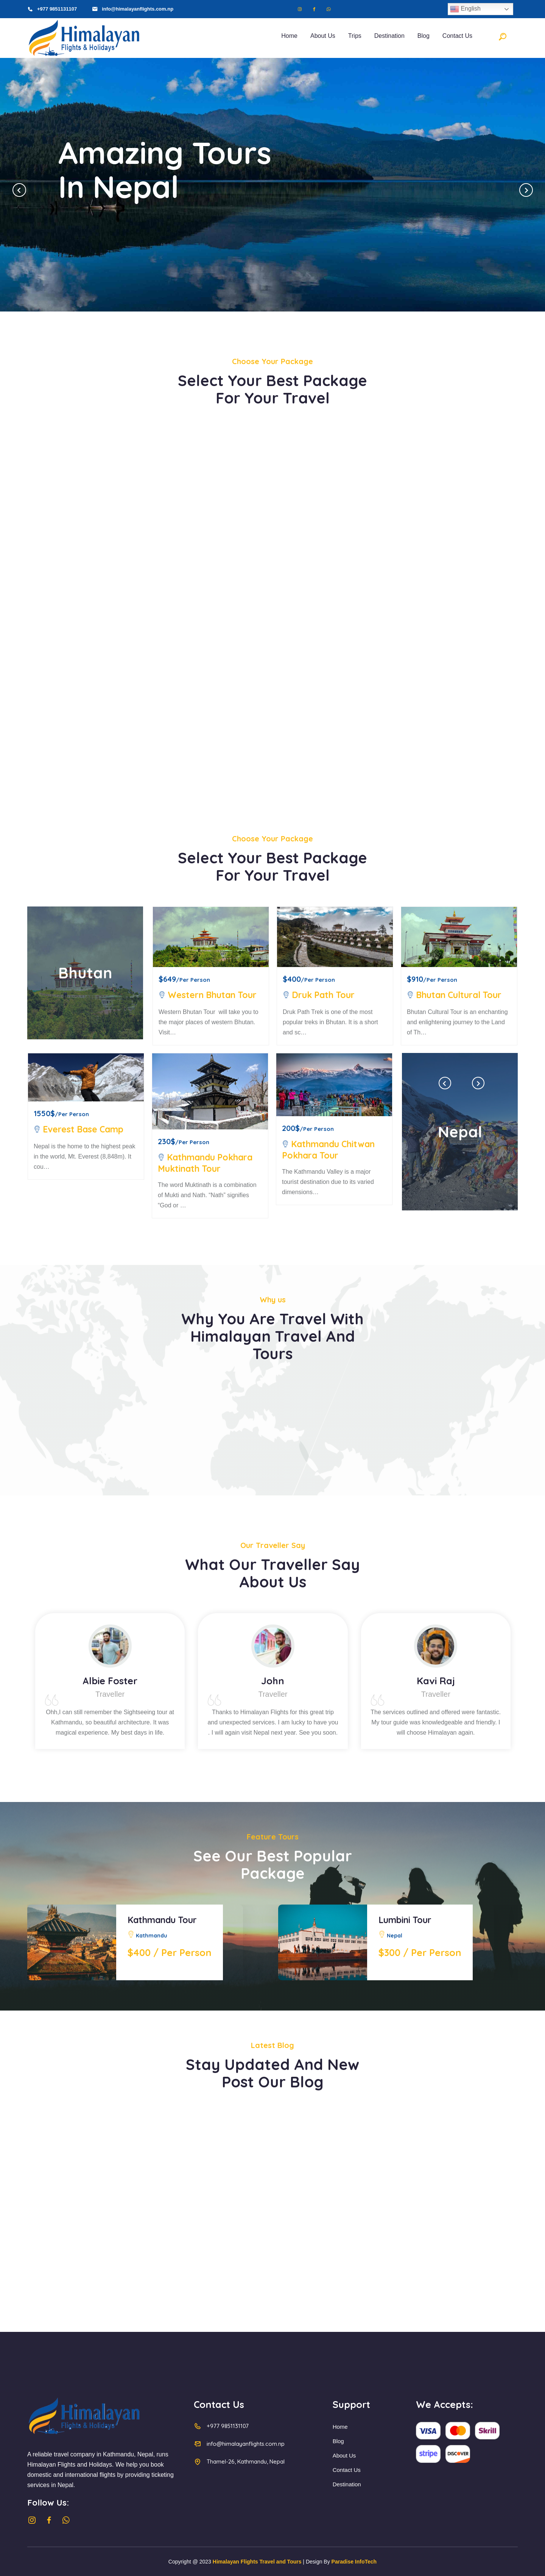 +977 9851131107
info@himalayanflights.com.np
English
Himalayan
Flights & Holidays
Home
About Us
Trips
Destination
Blog
Contact Us
Amazing Tours
In Nepal
Choose Your Package
Select Your Best Package
For Your Travel
Choose Your Package
Select Your Best Package
For Your Travel
Bhutan
$649/Per Person
Western Bhutan Tour
Western Bhutan Tour will take you to
the major places of western Bhutan.
Visit…
$400/Per Person
Druk Path Tour
Druk Path Trek is one of the most
popular treks in Bhutan. It is a short
and sc…
$910/Per Person
Bhutan Cultural Tour
Bhutan Cultural Tour is an enchanting
and enlightening journey to the Land
of Th…
1550$/Per Person
Everest Base Camp
Nepal is the home to the highest peak
in the world, Mt. Everest (8,848m). It
cou…
230$/Per Person
Kathmandu Pokhara
Muktinath Tour
The word Muktinath is a combination
of Mukti and Nath. “Nath” signifies
“God or …
200$/Per Person
Kathmandu Chitwan
Pokhara Tour
The Kathmandu Valley is a major
tourist destination due to its varied
dimensions…
Nepal
Why us
Why You Are Travel With
Himalayan Travel And
Tours
Our Traveller Say
What Our Traveller Say
About Us
Albie Foster
Traveller
Ohh,I can still remember the Sightseeing tour at
Kathmandu, so beautiful architecture. It was
magical experience. My best days in life.
John
Traveller
Thanks to Himalayan Flights for this great trip
and unexpected services, I am lucky to have you
. I will again visit Nepal next year. See you soon.
Kavi Raj
Traveller
The services outlined and offered were fantastic.
My tour guide was knowledgeable and friendly. I
will choose Himalayan again.
Feature Tours
See Our Best Popular
Package
Kathmandu Tour
Kathmandu
$400 / Per Person
Lumbini Tour
Nepal
$300 / Per Person
Latest Blog
Stay Updated And New
Post Our Blog
Himalayan
Flights & Holidays
A reliable travel company in Kathmandu, Nepal, runs
Himalayan Flights and Holidays. We help you book
domestic and international flights by providing ticketing
services in Nepal.
Follow Us:
Contact Us
+977 9851131107
info@himalayanflights.com.np
Thamel-26, Kathmandu, Nepal
Support
Home
Blog
About Us
Contact Us
Destination
We Accepts:
VISA
MasterCard
Skrill
stripe
DISCOVER
Copyright @ 2023 Himalayan Flights Travel and Tours | Design By Paradise InfoTech